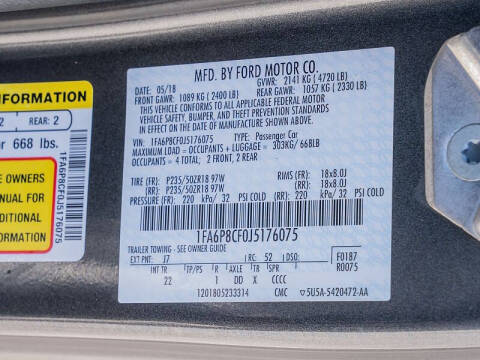 INFORMATION
2 REAR: 2
or 668 lbs.
E OWNERS
ANUAL FOR
DDITIONAL
ORMATION
1FA6P8CF0J5176075
MFD. BY FORD MOTOR CO.
05/18 GVWR: 2141 KG (4720 LB)
FRONT GAWR: 1089 KG (2400 LB) REAR GAWR: 1057 KG (2330 LB)
THIS VEHICLE CONFORMS TO ALL APPLICABLE FEDERAL MOTOR
VEHICLE SAFETY, BUMPER, AND THEFT PREVENTION STANDARDS
IN EFFECT ON THE DATE OF MANUFACTURE SHOWN ABOVE.
VIN: 1FA6P8CF0J5176075 TYPE: Passenger Car
MAXIMUM LOAD = OCCUPANTS + LUGGAGE = 303KG/668LB
OCCUPANTS = 4 TOTAL; 2 FRONT, 2 REAR
TIRE (FR): P235/50ZR18 97W RIMS (FR): 18x8.0J
(RR): P235/50ZR18 97W (RR): 18x8.0J
PRESSURE (FR): 220 kPa/ 32 PSI COLD (RR): 220 kPa/ 32 PSI COLD
1FA6P8CF0J5176075
TRAILER TOWING - SEE OWNER GUIDE
EXT PNT: J7 RC: 52 DSO: F0187
INT TR TP/PS R AXLE TR SPR R0075
22 1 DD X CCCC
1201805233314 CMC 5U5A-5420472-AA